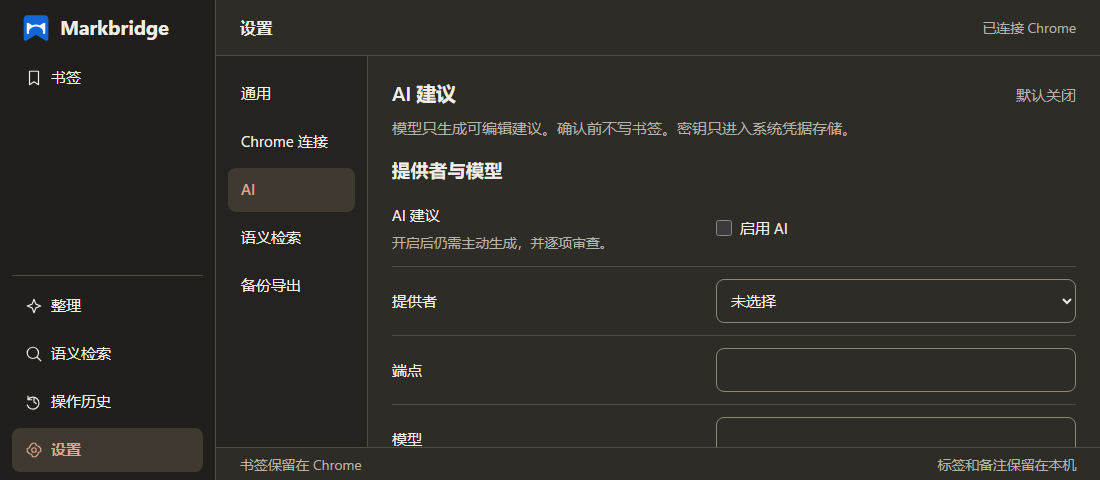 Markbridge
书签
整理
语义检索
操作历史
设置
设置
已连接 Chrome
通用
Chrome 连接
AI
语义检索
备份导出
AI 建议
默认关闭
模型只生成可编辑建议。确认前不写书签。密钥只进入系统凭据存储。
提供者与模型
AI 建议
开启后仍需主动生成，并逐项审查。
启用 AI
提供者
未选择
端点
模型
书签保留在 Chrome
标签和备注保留在本机